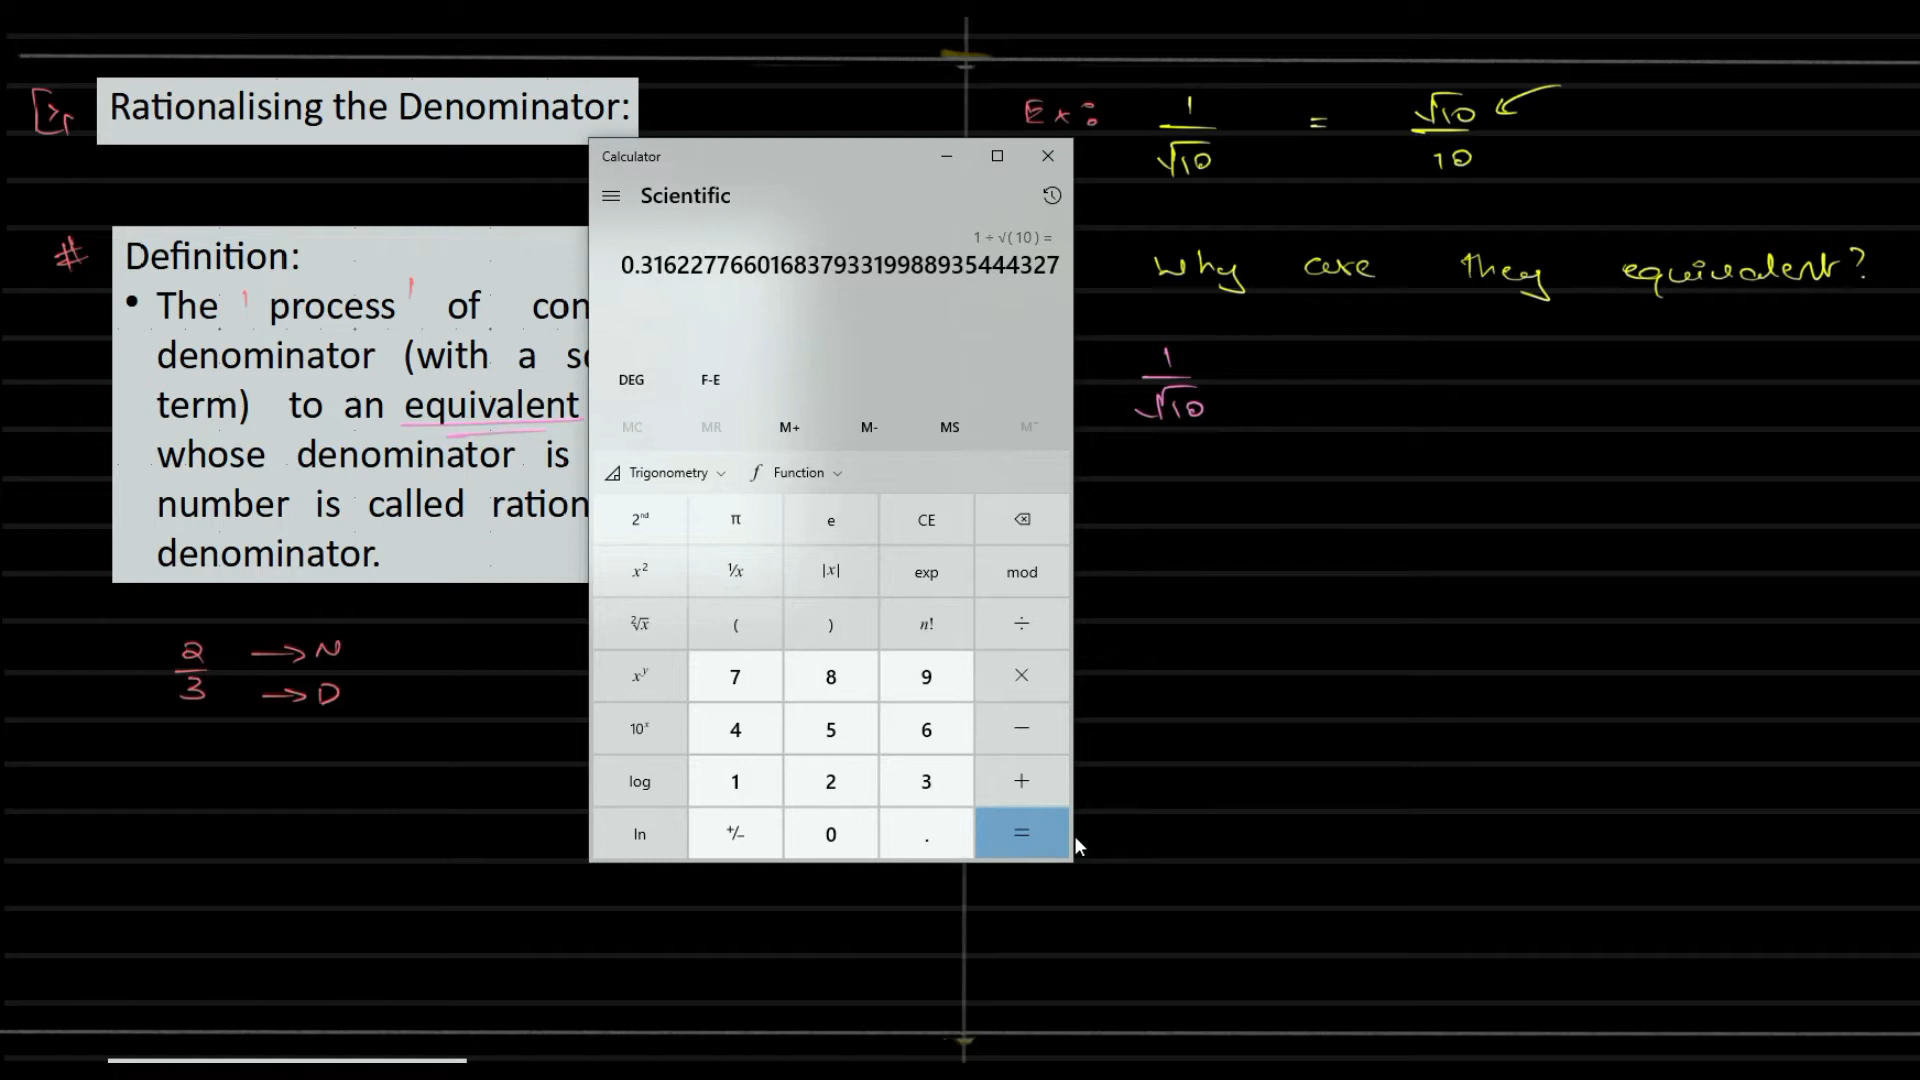 Rationalising the Denominator:
Ex: 1/√10 = √10/10
Definition:
• The process of con
denominator (with a s
term) to an equivalent
whose denominator is
number is called ration
denominator.
2 → N
3 → D
Calculator
Scientific
1 ÷ √( 10 ) =
0.31622776601683793319988935444327
DEG F-E
MC MR M+ M- MS M˅
Trigonometry f Function
2ⁿᵈ π e CE
x² ¹/x |x| exp mod
²√x ( ) n! ÷
xʸ 7 8 9 ×
10ˣ 4 5 6 −
log 1 2 3 +
ln +/− 0 . =
Why are they equivalent?
1/√10